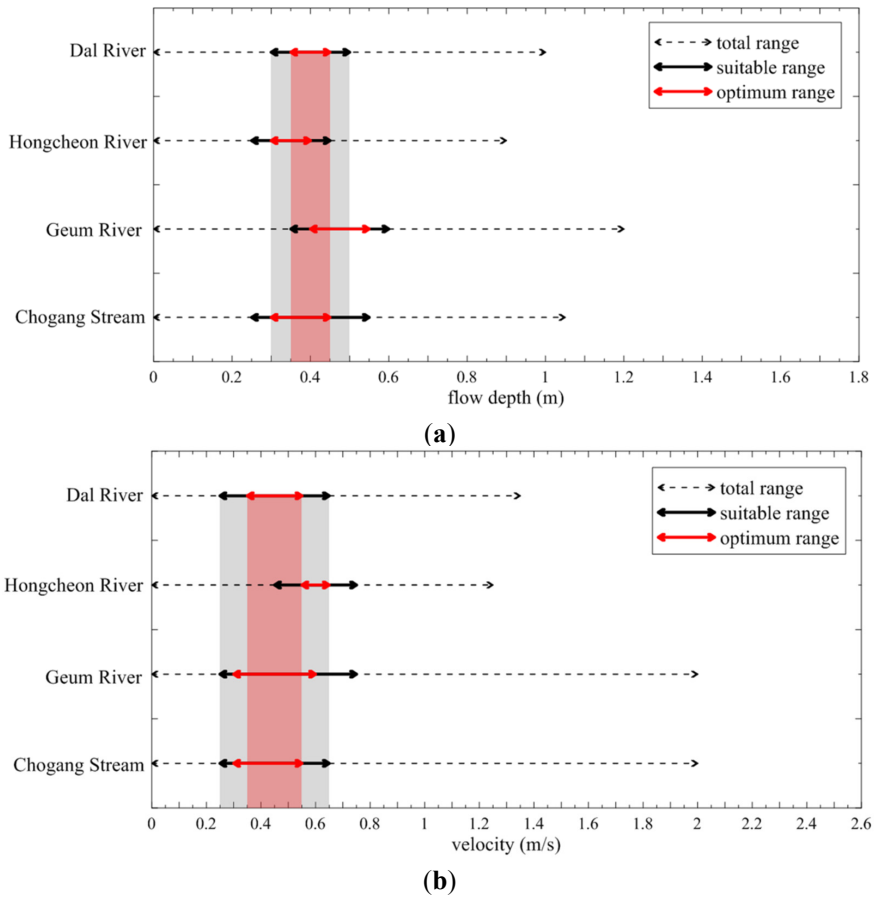 Dal River
Hongcheon River
Geum River
Chogang Stream
total range
suitable range
optimum range
0 0.2 0.4 0.6 0.8 1 1.2 1.4 1.6 1.8
flow depth (m)
(a)
Dal River
Hongcheon River
Geum River
Chogang Stream
total range
suitable range
optimum range
0 0.2 0.4 0.6 0.8 1 1.2 1.4 1.6 1.8 2 2.2 2.4 2.6
velocity (m/s)
(b)